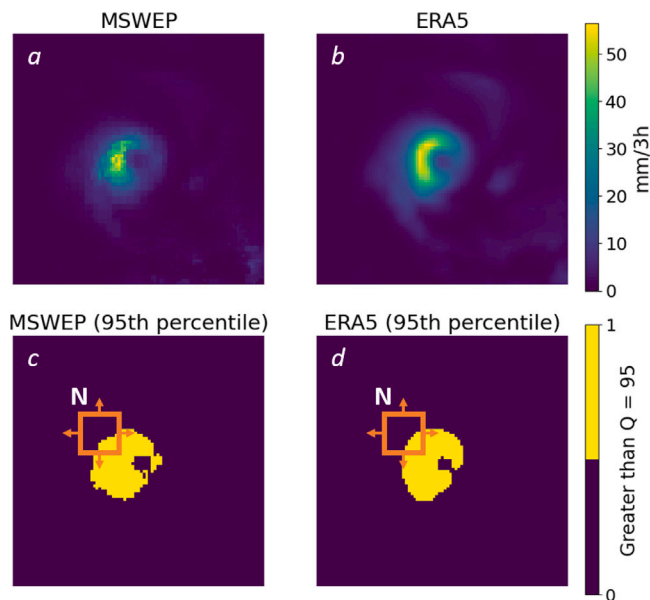 MSWEP
ERA5
a
b
50
40
30
20
10
0
mm/3h
MSWEP (95th percentile)
ERA5 (95th percentile)
c
d
N
N
1
0
Greater than Q = 95